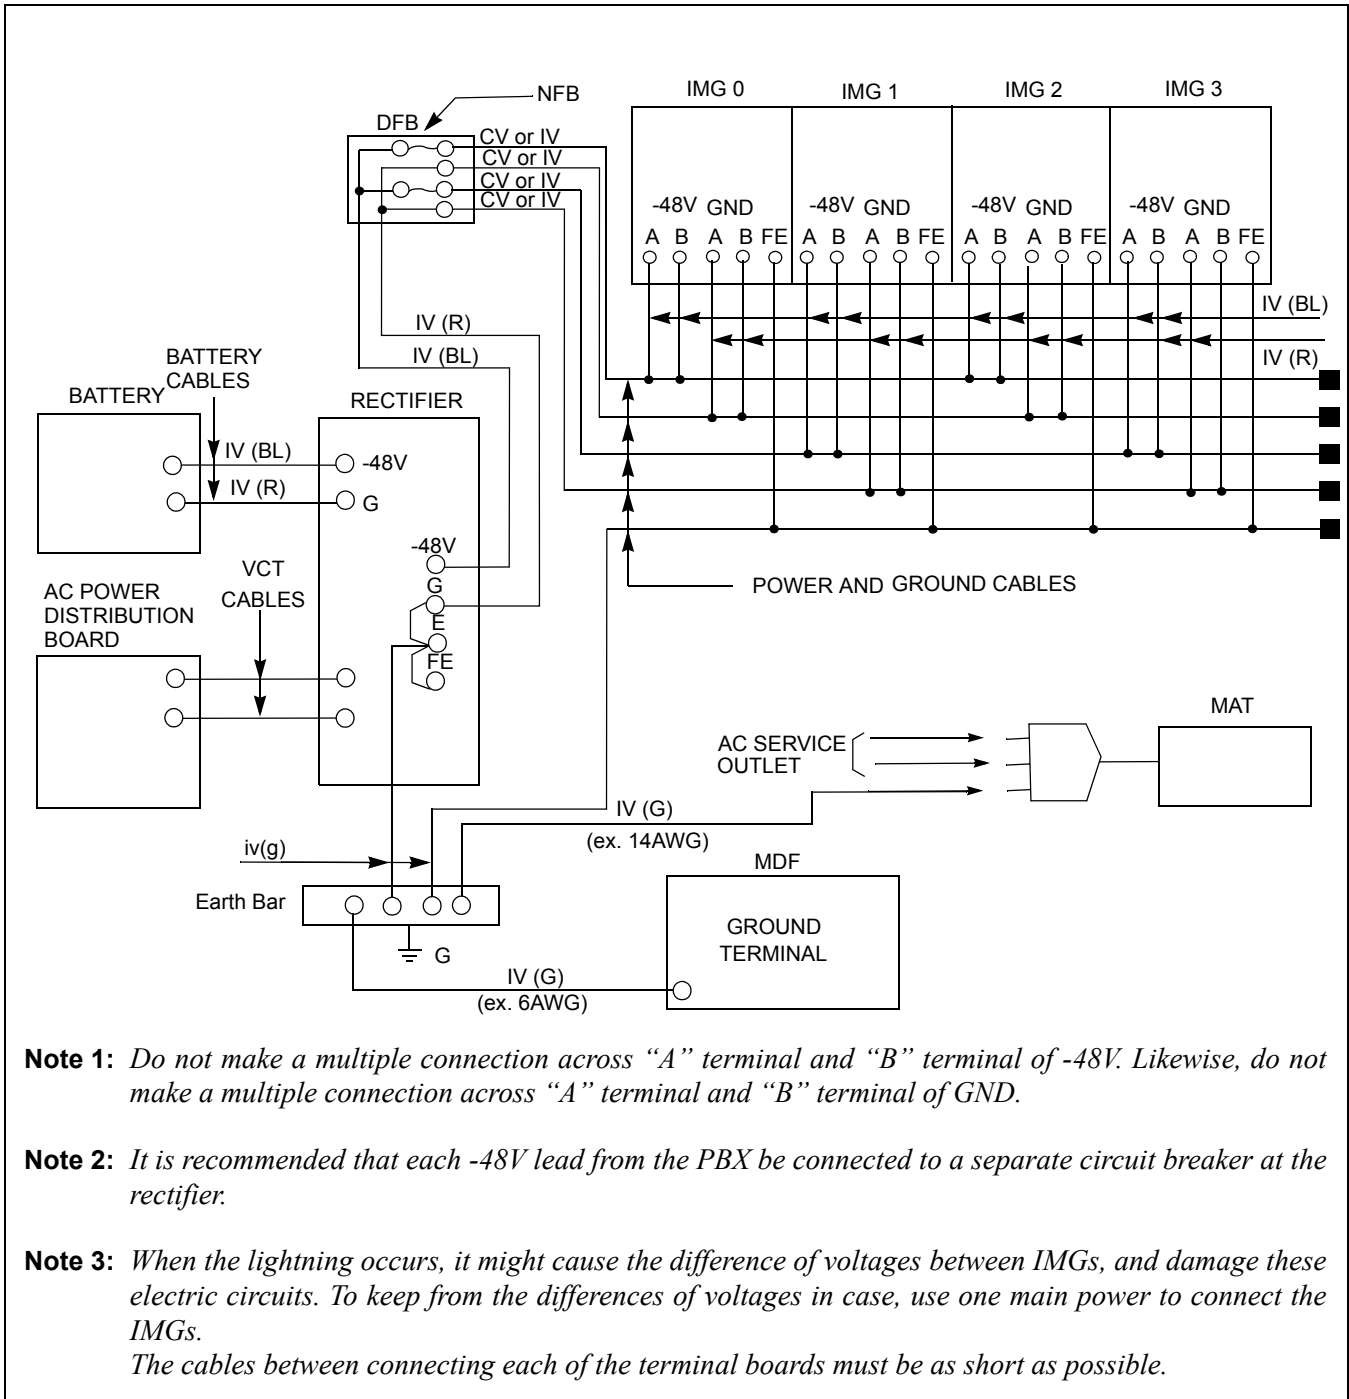 IMG 0
IMG 1
IMG 2
IMG 3
NFB
DFB
CV or IV
CV or IV
CV or IV
CV or IV
-48V GND
-48V GND
-48V GND
-48V GND
A B A B FE
A B A B FE
A B A B FE
A B A B FE
IV (BL)
IV (R)
IV (R)
IV (BL)
BATTERY
CABLES
BATTERY
RECTIFIER
IV (BL)
-48V
IV (R)
G
-48V
G
E
FE
VCT
CABLES
AC POWER
DISTRIBUTION
BOARD
POWER AND GROUND CABLES
MAT
AC SERVICE
OUTLET
IV (G)
(ex. 14AWG)
iv(g)
Earth Bar
G
MDF
GROUND
TERMINAL
IV (G)
(ex. 6AWG)
Note 1: Do not make a multiple connection across “A” terminal and “B” terminal of -48V. Likewise, do not
make a multiple connection across “A” terminal and “B” terminal of GND.
Note 2: It is recommended that each -48V lead from the PBX be connected to a separate circuit breaker at the
rectifier.
Note 3: When the lightning occurs, it might cause the difference of voltages between IMGs, and damage these
electric circuits. To keep from the differences of voltages in case, use one main power to connect the
IMGs.
The cables between connecting each of the terminal boards must be as short as possible.